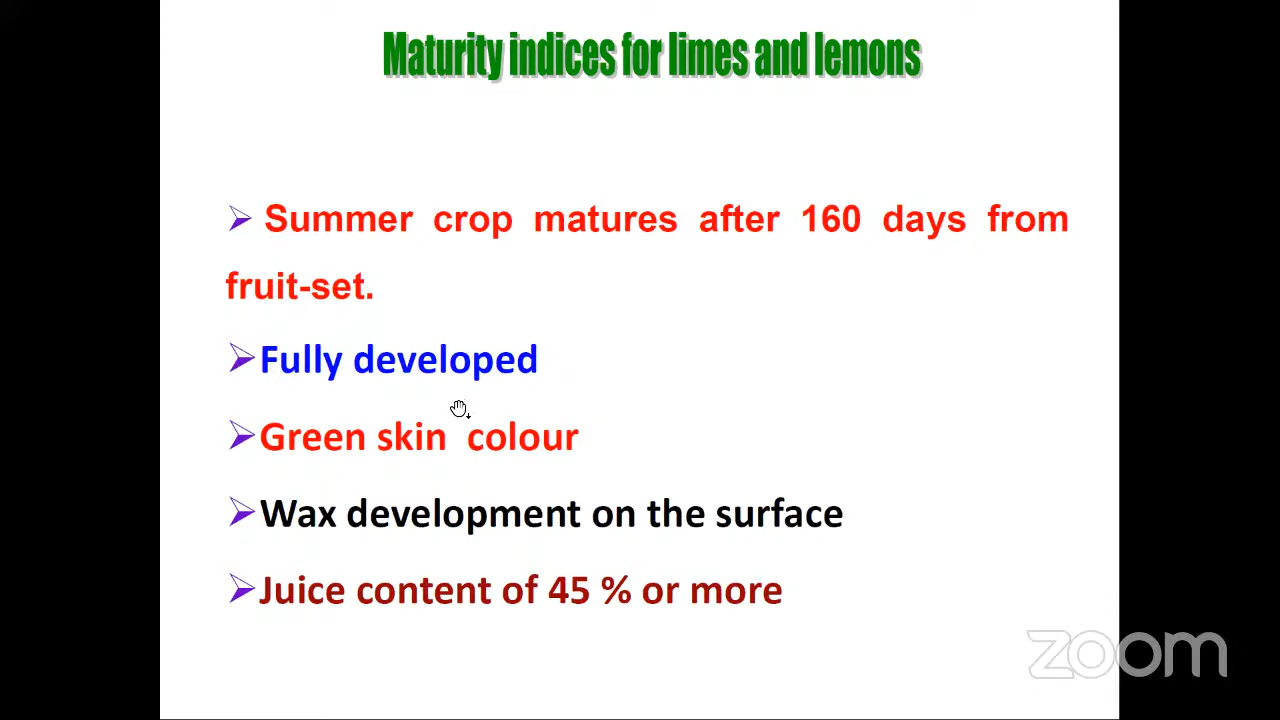 Maturity indices for limes and lemons
Summer crop matures after 160 days from
fruit-set.
Fully developed
Green skin colour
Wax development on the surface
Juice content of 45 % or more
zoom